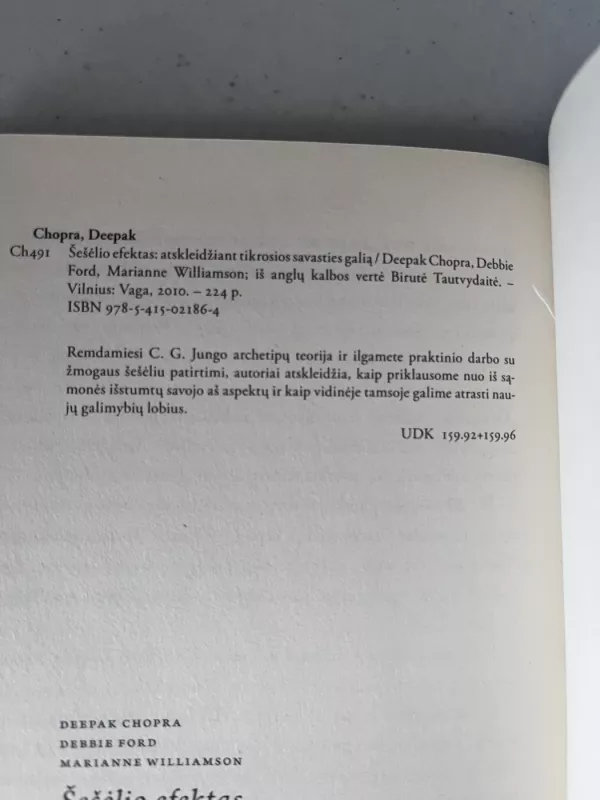 Chopra, Deepak
Ch491 Šešėlio efektas: atskleidžiant tikrosios savasties galią / Deepak Chopra, Debbie
Ford, Marianne Williamson; iš anglų kalbos vertė Birutė Tautvydaitė. –
Vilnius: Vaga, 2010. – 224 p.
ISBN 978-5-415-02186-4
Remdamiesi C. G. Jungo archetipų teorija ir ilgamete praktinio darbo su
žmogaus šešėliu patirtimi, autoriai atskleidžia, kaip priklausome nuo iš są-
monės išstumtų savojo aš aspektų ir kaip vidinėje tamsoje galime atrasti nau-
jų galimybių lobius.
UDK 159.92+159.96
DEEPAK CHOPRA
DEBBIE FORD
MARIANNE WILLIAMSON
Šešėlio efektas